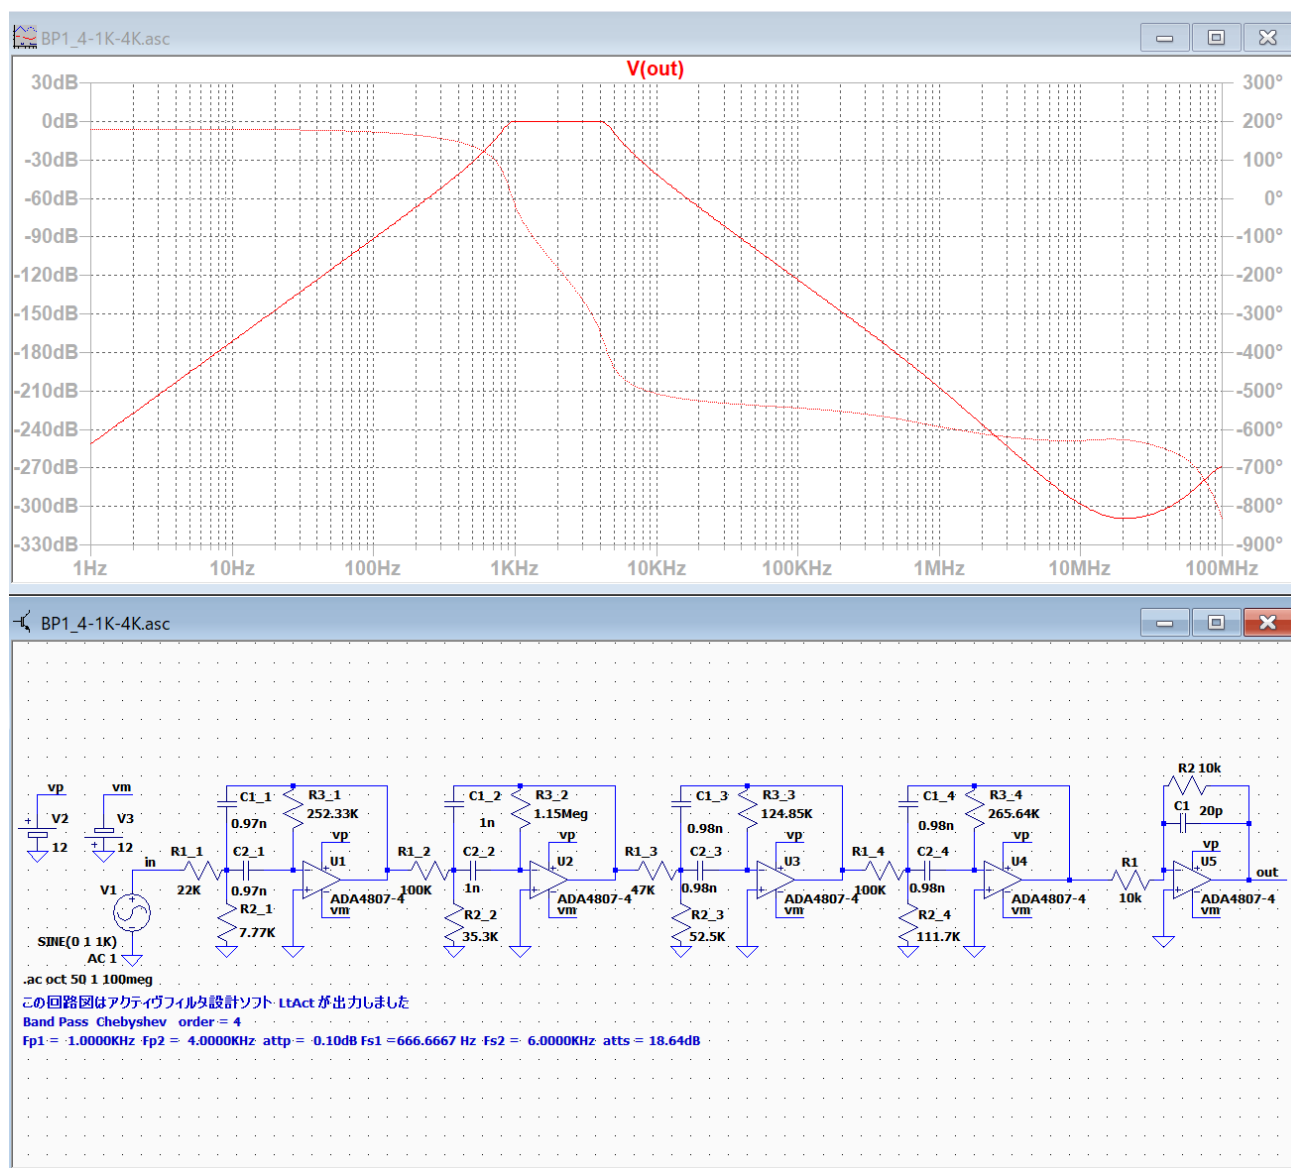 BP1_4-1K-4K.asc
V(out)
30dB 300°
0dB 200°
-30dB 100°
-60dB 0°
-90dB -100°
-120dB -200°
-150dB -300°
-180dB -400°
-210dB -500°
-240dB -600°
-270dB -700°
-300dB -800°
-330dB -900°
1Hz 10Hz 100Hz 1KHz 10KHz 100KHz 1MHz 10MHz 100MHz
BP1_4-1K-4K.asc
R2 10k
vp vm C1_1 R3_1 C1_2 R3_2 C1_3 R3_3 C1_4 R3_4 C1 20p
252.33K 1.15Meg 124.85K 265.64K
V2 V3 0.97n 1n 0.98n 0.98n
vp vp vp vp vp
12 12 in R1_1 C2_1 U1 R1_2 C2_2 U2 R1_3 C2_3 U3 R1_4 C2_4 U4 R1 U5
out
V1 22K 0.97n 100K 1n 47K 0.98n 100K 0.98n 10k
ADA4807-4 ADA4807-4 ADA4807-4 ADA4807-4 ADA4807-4
R2_1 vm R2_2 vm R2_3 vm R2_4 vm vm
7.77K 35.3K 52.5K 111.7K
SINE(0 1 1K)
AC 1
.ac oct 50 1 100meg
この回路図はアクティヴフィルタ設計ソフト LtAct が出力しました
Band Pass Chebyshev order = 4
Fp1 = 1.0000KHz Fp2 = 4.0000KHz attp = 0.10dB Fs1 =666.6667 Hz Fs2 = 6.0000KHz atts = 18.64dB